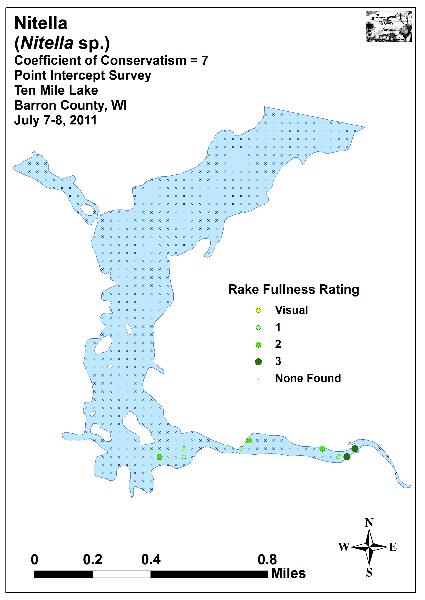 Nitella
(Nitella sp.)
Coefficient of Conservatism = 7
Point Intercept Survey
Ten Mile Lake
Barron County, WI
July 7-8, 2011
Rake Fullness Rating
Visual
1
2
3
None Found
N
W E
S
0 0.2 0.4 0.8
Miles